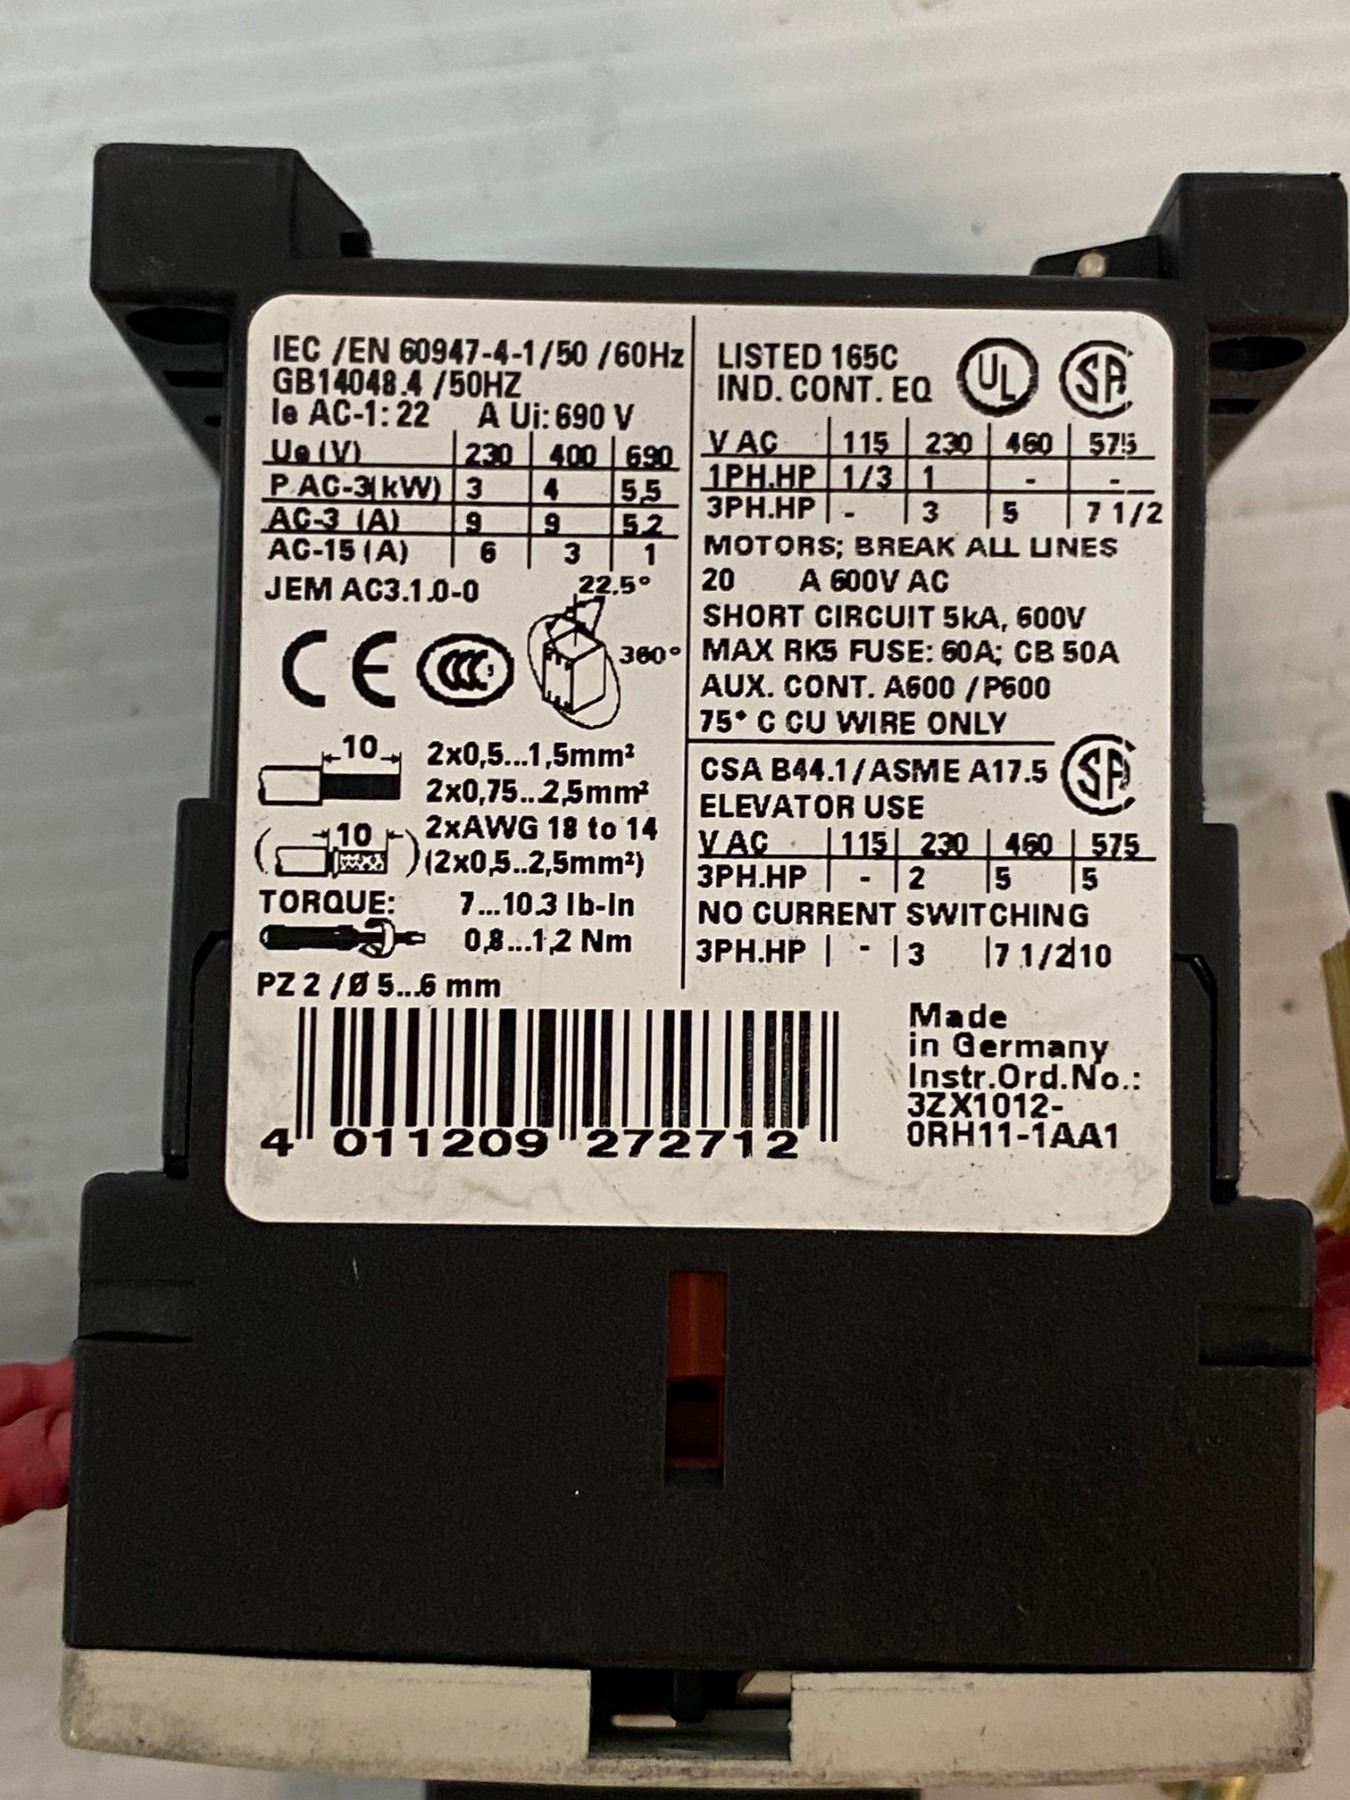 IEC /EN 60947-4-1/50 /60Hz
GB14048.4 /50HZ
Ie AC-1: 22 A Ui: 690 V
Ue (V) 230 400 690
P AC-3(kW) 3 4 5,5
AC-3 (A) 9 9 5.2
AC-15 (A) 6 3 1
JEM AC3.1.0-0
22.5°
360°
CE CCC
10 2x0,5...1,5mm²
2x0,75...2,5mm²
2xAWG 18 to 14
( 10 ) (2x0,5..2,5mm²)
TORQUE: 7...10.3 lb-in
0,8...1,2 Nm
PZ 2 /Ø 5...6 mm
LISTED 165C
IND. CONT. EQ
UL SA
V AC 115 230 460 575
1PH.HP 1/3 1 - -
3PH.HP - 3 5 7 1/2
MOTORS; BREAK ALL LINES
20 A 600V AC
SHORT CIRCUIT 5kA, 600V
MAX RK5 FUSE: 60A; CB 50A
AUX. CONT. A600 /P600
75° C CU WIRE ONLY
CSA B44.1/ASME A17.5 SA
ELEVATOR USE
V AC 115 230 460 575
3PH.HP - 2 5 5
NO CURRENT SWITCHING
3PH.HP - 3 7 1/2 10
4 011209 272712
Made
in Germany
Instr.Ord.No.:
3ZX1012-
0RH11-1AA1